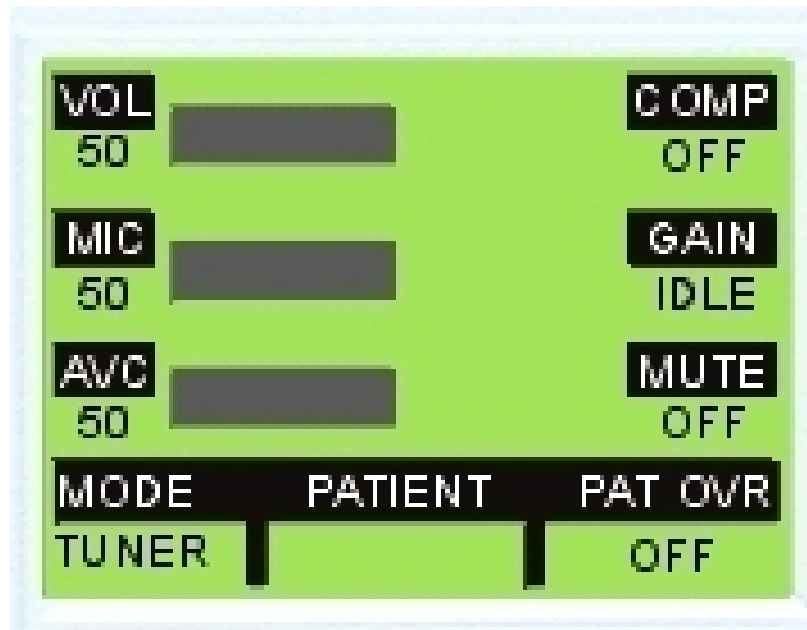 VOL COMP
50 OFF
MIC GAIN
50 IDLE
AVC MUTE
50 OFF
MODE PATIENT PAT OVR
TUNER OFF